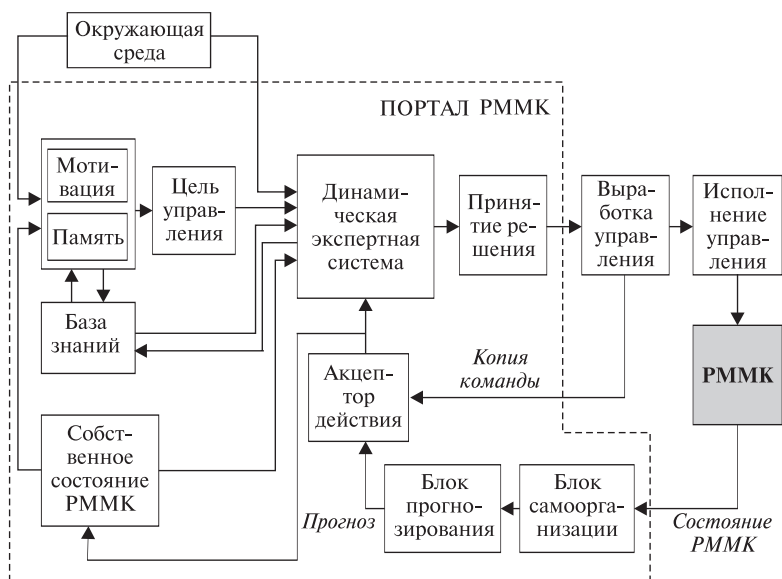 Окружающая
среда
ПОРТАЛ РММК
Моти-
вация
Память
Цель
управ-
ления
Динами-
ческая
экспертная
система
Приня-
тие ре-
шения
Выра-
ботка
управ-
ления
Испол-
нение
управ-
ления
База
знаний
Акцеп-
тор
действия
Копия
команды
РММК
Собст-
венное
состояние
РММК
Прогноз
Блок
прогно-
зирования
Блок
самоорга-
низации
Состояние
РММК